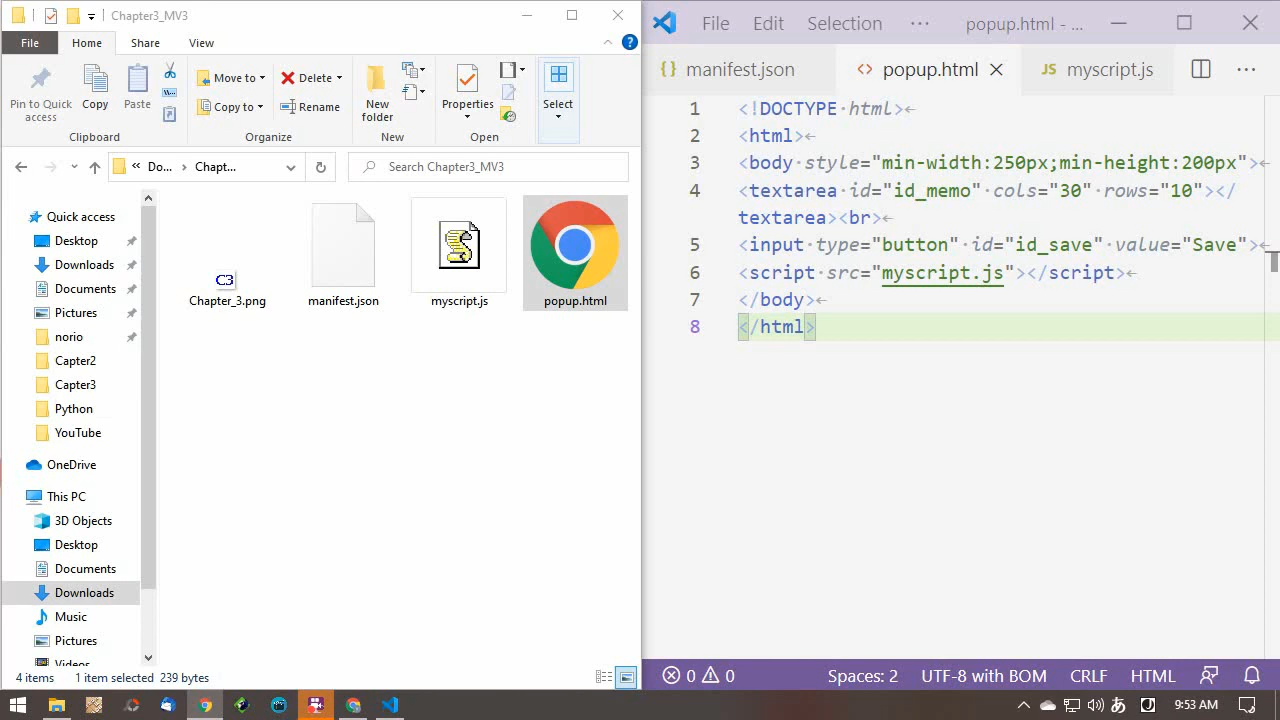 Chapter3_MV3
File Home Share View
Pin to Quick access
Copy
Paste
Clipboard
Move to
Copy to
Delete
Rename
Organize
New folder
New
Properties
Open
Select
Do...
Chapt...
Search Chapter3_MV3
Quick access
Desktop
Downloads
Documents
Pictures
norio
Capter2
Capter3
Python
YouTube
OneDrive
This PC
3D Objects
Desktop
Documents
Downloads
Music
Pictures
Videos
C3
Chapter_3.png
manifest.json
myscript.js
popup.html
4 items 1 item selected 239 bytes
File Edit Selection ··· popup.html - ...
{} manifest.json
<> popup.html
JS myscript.js
1 <!DOCTYPE html>
2 <html>
3 <body style="min-width:250px;min-height:200px">
4 <textarea id="id_memo" cols="30" rows="10"></
textarea><br>
5 <input type="button" id="id_save" value="Save">
6 <script src="myscript.js"></script>
7 </body>
8 </html>
0 0 Spaces: 2 UTF-8 with BOM CRLF HTML
あ
9:53 AM